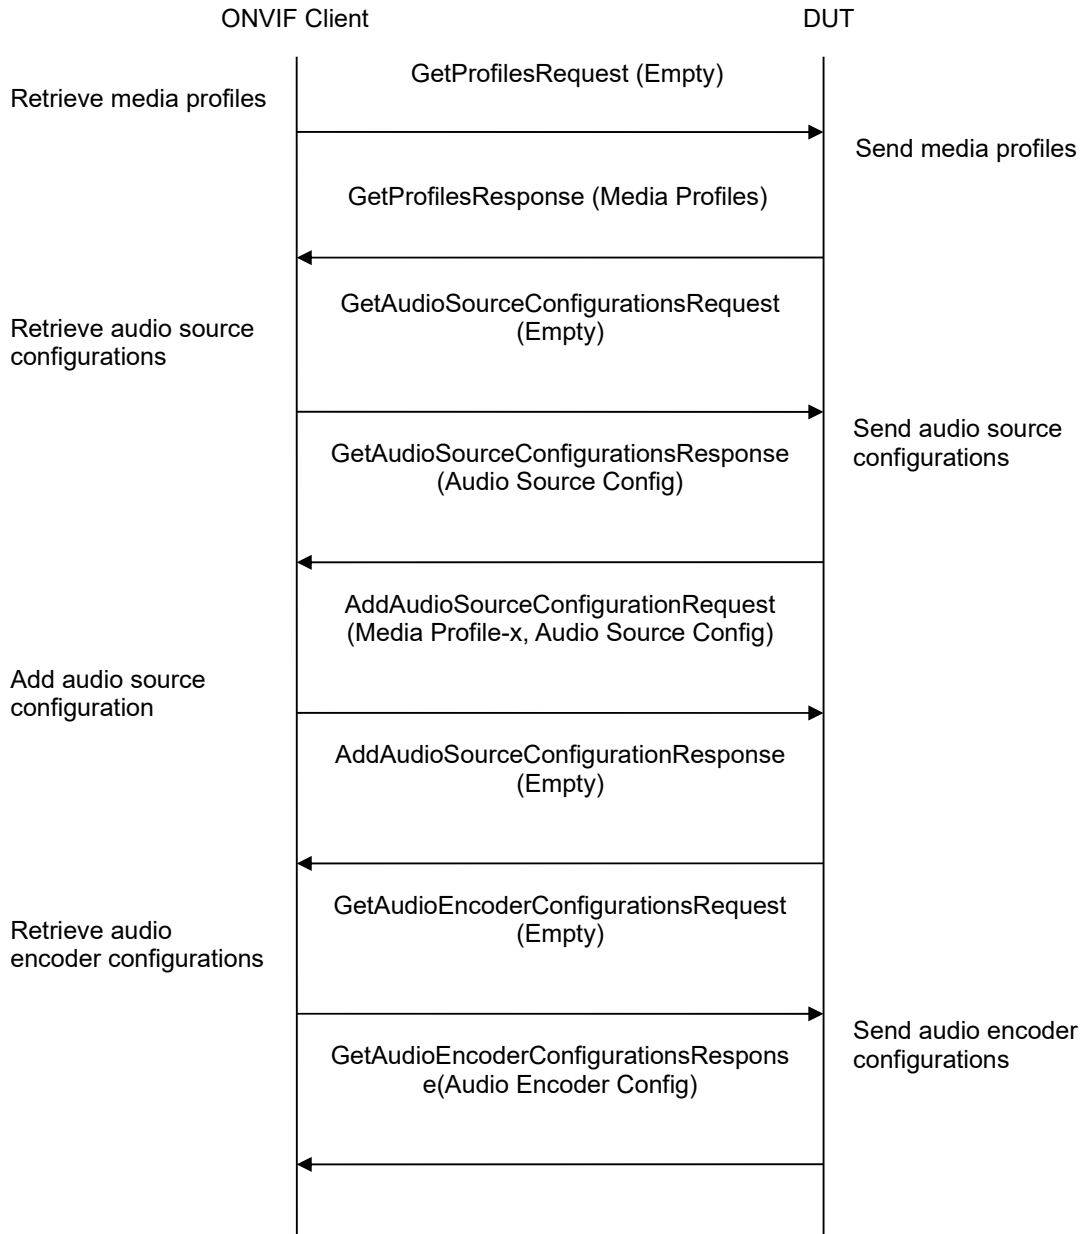 ONVIF Client
DUT
GetProfilesRequest (Empty)
Retrieve media profiles
Send media profiles
GetProfilesResponse (Media Profiles)
GetAudioSourceConfigurationsRequest
(Empty)
Retrieve audio source
configurations
Send audio source
configurations
GetAudioSourceConfigurationsResponse
(Audio Source Config)
AddAudioSourceConfigurationRequest
(Media Profile-x, Audio Source Config)
Add audio source
configuration
AddAudioSourceConfigurationResponse
(Empty)
GetAudioEncoderConfigurationsRequest
(Empty)
Retrieve audio
encoder configurations
Send audio encoder
configurations
GetAudioEncoderConfigurationsRespons
e(Audio Encoder Config)